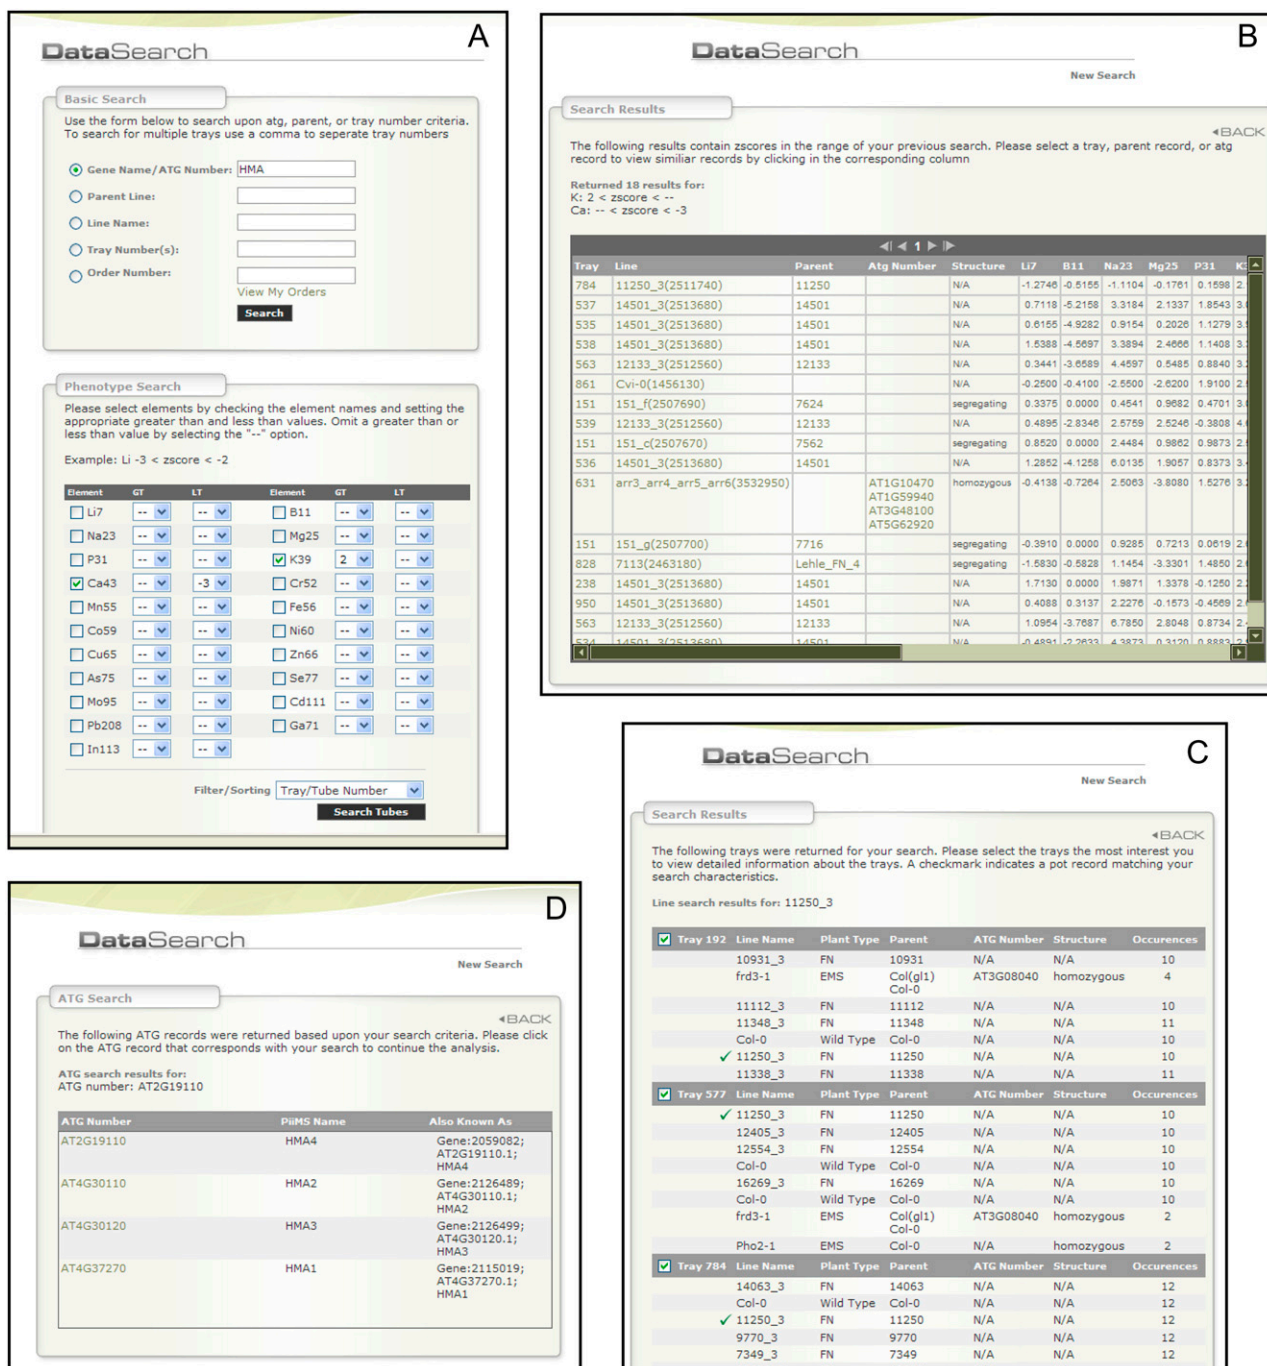 A
DataSearch
Basic Search
Use the form below to search upon atg, parent, or tray number criteria.
To search for multiple trays use a comma to seperate tray numbers
Gene Name/ATG Number: HMA
Parent Line:
Line Name:
Tray Number(s):
Order Number:
View My Orders
Search
Phenotype Search
Please select elements by checking the element names and setting the
appropriate greater than and less than values. Omit a greater than or
less than value by selecting the "--" option.
Example: Li -3 < zscore < -2
Element GT LT Element GT LT
Li7 -- -- B11 -- --
Na23 -- -- Mg25 -- --
P31 -- -- K39 2 --
Ca43 -- -3 Cr52 -- --
Mn55 -- -- Fe56 -- --
Co59 -- -- Ni60 -- --
Cu65 -- -- Zn66 -- --
As75 -- -- Se77 -- --
Mo95 -- -- Cd111 -- --
Pb208 -- -- Ga71 -- --
In113 -- --
Filter/Sorting Tray/Tube Number
Search Tubes
B
DataSearch
New Search
Search Results
BACK
The following results contain zscores in the range of your previous search. Please select a tray, parent record, or atg
record to view similiar records by clicking in the corresponding column
Returned 18 results for:
K: 2 < zscore < --
Ca: -- < zscore < -3
1
Tray Line Parent Atg Number Structure Li7 B11 Na23 Mg25 P31
784 11250_3(2511740) 11250 N/A -1.2746 -0.5155 -1.1104 -0.1761 0.1598
537 14501_3(2513680) 14501 N/A 0.7118 -5.2158 3.3184 2.1337 1.8543
535 14501_3(2513680) 14501 N/A 0.6155 -4.9282 0.9154 0.2026 1.1279
538 14501_3(2513680) 14501 N/A 1.5388 -4.5697 3.3894 2.4666 1.1408
563 12133_3(2512560) 12133 N/A 0.3441 -3.6589 4.4597 0.5485 0.8840
861 Cvi-0(1456130) N/A -0.2500 -0.4100 -2.5500 -2.6200 1.9100
151 151_f(2507690) 7624 segregating 0.3375 0.0000 0.4541 0.9682 0.4701
539 12133_3(2512560) 12133 N/A 0.4895 -2.8346 2.5759 2.5246 -0.3808
151 151_c(2507670) 7562 segregating 0.8520 0.0000 2.4484 0.9862 0.9873
536 14501_3(2513680) 14501 N/A 1.2852 -4.1258 6.0135 1.9057 0.8373
631 arr3_arr4_arr5_arr6(3532950) AT1G10470 homozygous -0.4138 -0.7264 2.5063 -3.8080 1.5276
AT1G59940
AT3G48100
AT5G62920
151 151_g(2507700) 7716 segregating -0.3910 0.0000 0.9285 0.7213 0.0619
828 7113(2463180) Lehle_FN_4 segregating -1.5830 -0.5828 1.1454 -3.3301 1.4850
238 14501_3(2513680) 14501 N/A 1.7130 0.0000 1.9871 1.3378 -0.1250
950 14501_3(2513680) 14501 N/A 0.4088 0.3137 2.2276 -0.1573 -0.4569
563 12133_3(2512560) 12133 N/A 1.0954 -3.7687 6.7850 2.8048 0.8734
534 14501_3(2513680) 14501 N/A -0.4891 -2.2633 4.3873 0.3120 0.8883
C
DataSearch
New Search
Search Results
BACK
The following trays were returned for your search. Please select the trays the most interest you
to view detailed information about the trays. A checkmark indicates a pot record matching your
search characteristics.
Line search results for: 11250_3
Tray 192 Line Name Plant Type Parent ATG Number Structure Occurences
10931_3 FN 10931 N/A N/A 10
frd3-1 EMS Col(gl1) AT3G08040 homozygous 4
Col-0
11112_3 FN 11112 N/A N/A 10
11348_3 FN 11348 N/A N/A 11
Col-0 Wild Type Col-0 N/A N/A 10
✓ 11250_3 FN 11250 N/A N/A 10
11338_3 FN 11338 N/A N/A 11
Tray 577 Line Name Plant Type Parent ATG Number Structure Occurences
✓ 11250_3 FN 11250 N/A N/A 10
12405_3 FN 12405 N/A N/A 10
12554_3 FN 12554 N/A N/A 10
Col-0 Wild Type Col-0 N/A N/A 10
16269_3 FN 16269 N/A N/A 10
Col-0 Wild Type Col-0 N/A N/A 10
frd3-1 EMS Col(gl1) AT3G08040 homozygous 2
Col-0
Pho2-1 EMS Col-0 N/A homozygous 2
Tray 784 Line Name Plant Type Parent ATG Number Structure Occurences
14063_3 FN 14063 N/A N/A 12
Col-0 Wild Type Col-0 N/A N/A 12
✓ 11250_3 FN 11250 N/A N/A 12
9770_3 FN 9770 N/A N/A 12
7349_3 FN 7349 N/A N/A 12
D
DataSearch
New Search
ATG Search
BACK
The following ATG records were returned based upon your search criteria. Please click
on the ATG record that corresponds with your search to continue the analysis.
ATG search results for:
ATG number: AT2G19110
ATG Number PiiMS Name Also Known As
AT2G19110 HMA4 Gene:2059082;
AT2G19110.1;
HMA4
AT4G30110 HMA2 Gene:2126489;
AT4G30110.1;
HMA2
AT4G30120 HMA3 Gene:2126499;
AT4G30120.1;
HMA3
AT4G37270 HMA1 Gene:2115019;
AT4G37270.1;
HMA1